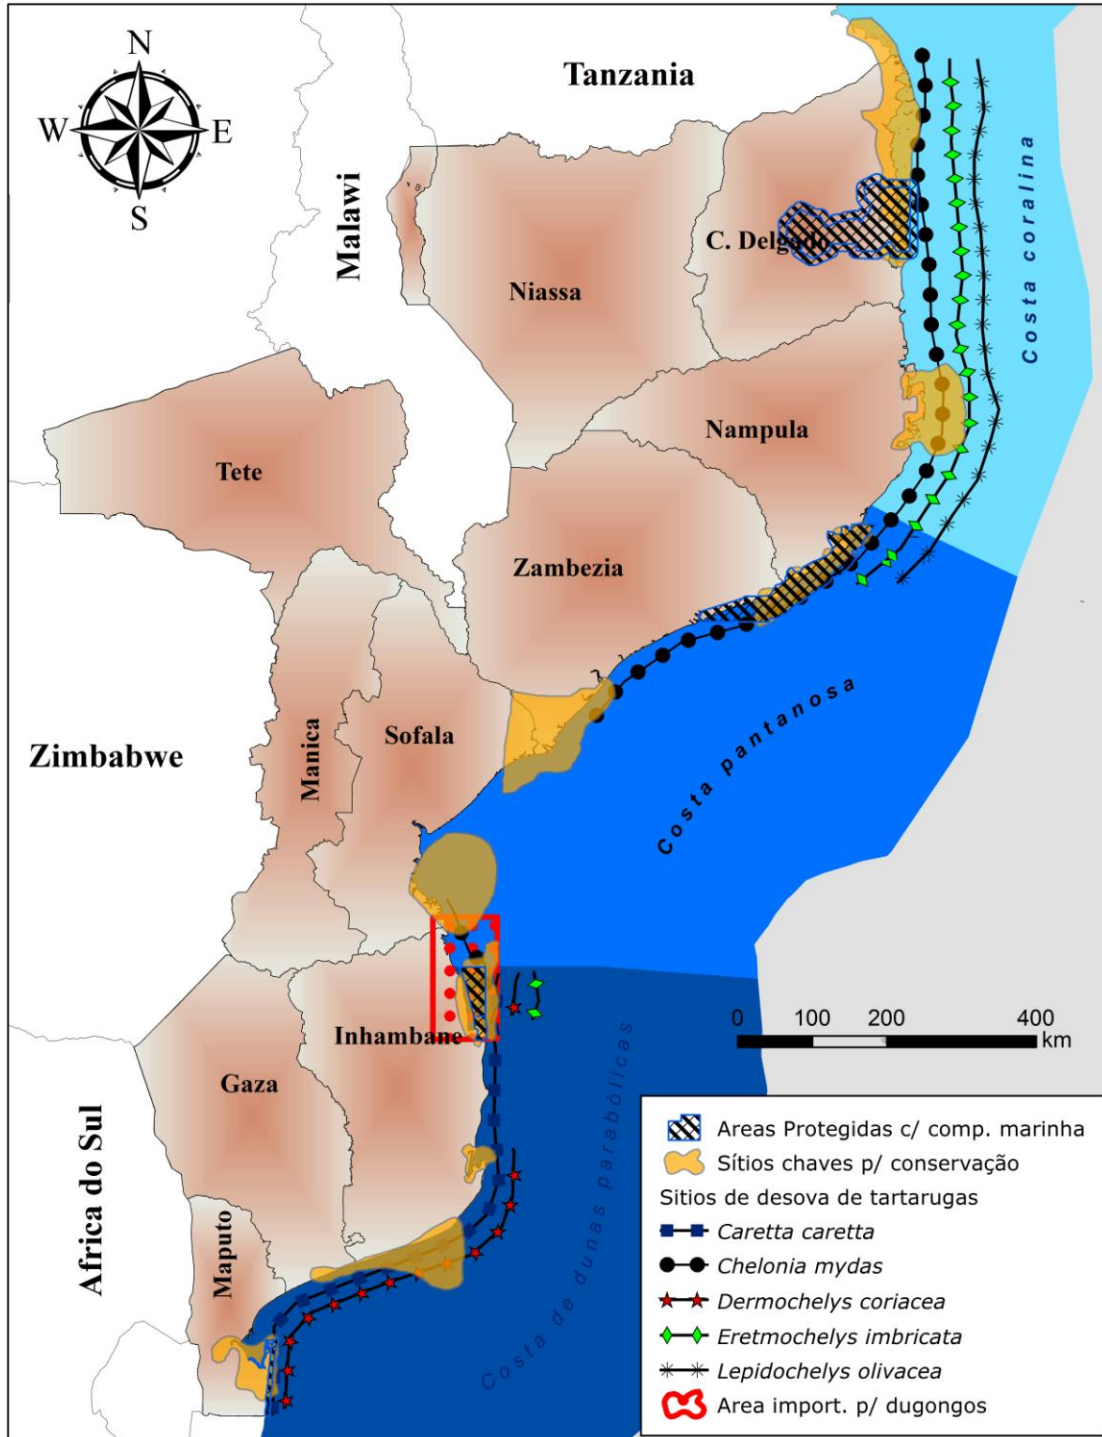 N
W E
S
Tanzania
Malawi
C. Delgado
Niassa
Costa coralina
Nampula
Tete
Zambezia
Costa pantanosa
Manica
Sofala
Zimbabwe
Inhambane
Gaza
Costa de dunas parabólicas
Africa do Sul
Maputo
0 100 200 400
km
Areas Protegidas c/ comp. marinha
Sítios chaves p/ conservação
Sitios de desova de tartarugas
Caretta caretta
Chelonia mydas
Dermochelys coriacea
Eretmochelys imbricata
Lepidochelys olivacea
Area import. p/ dugongos